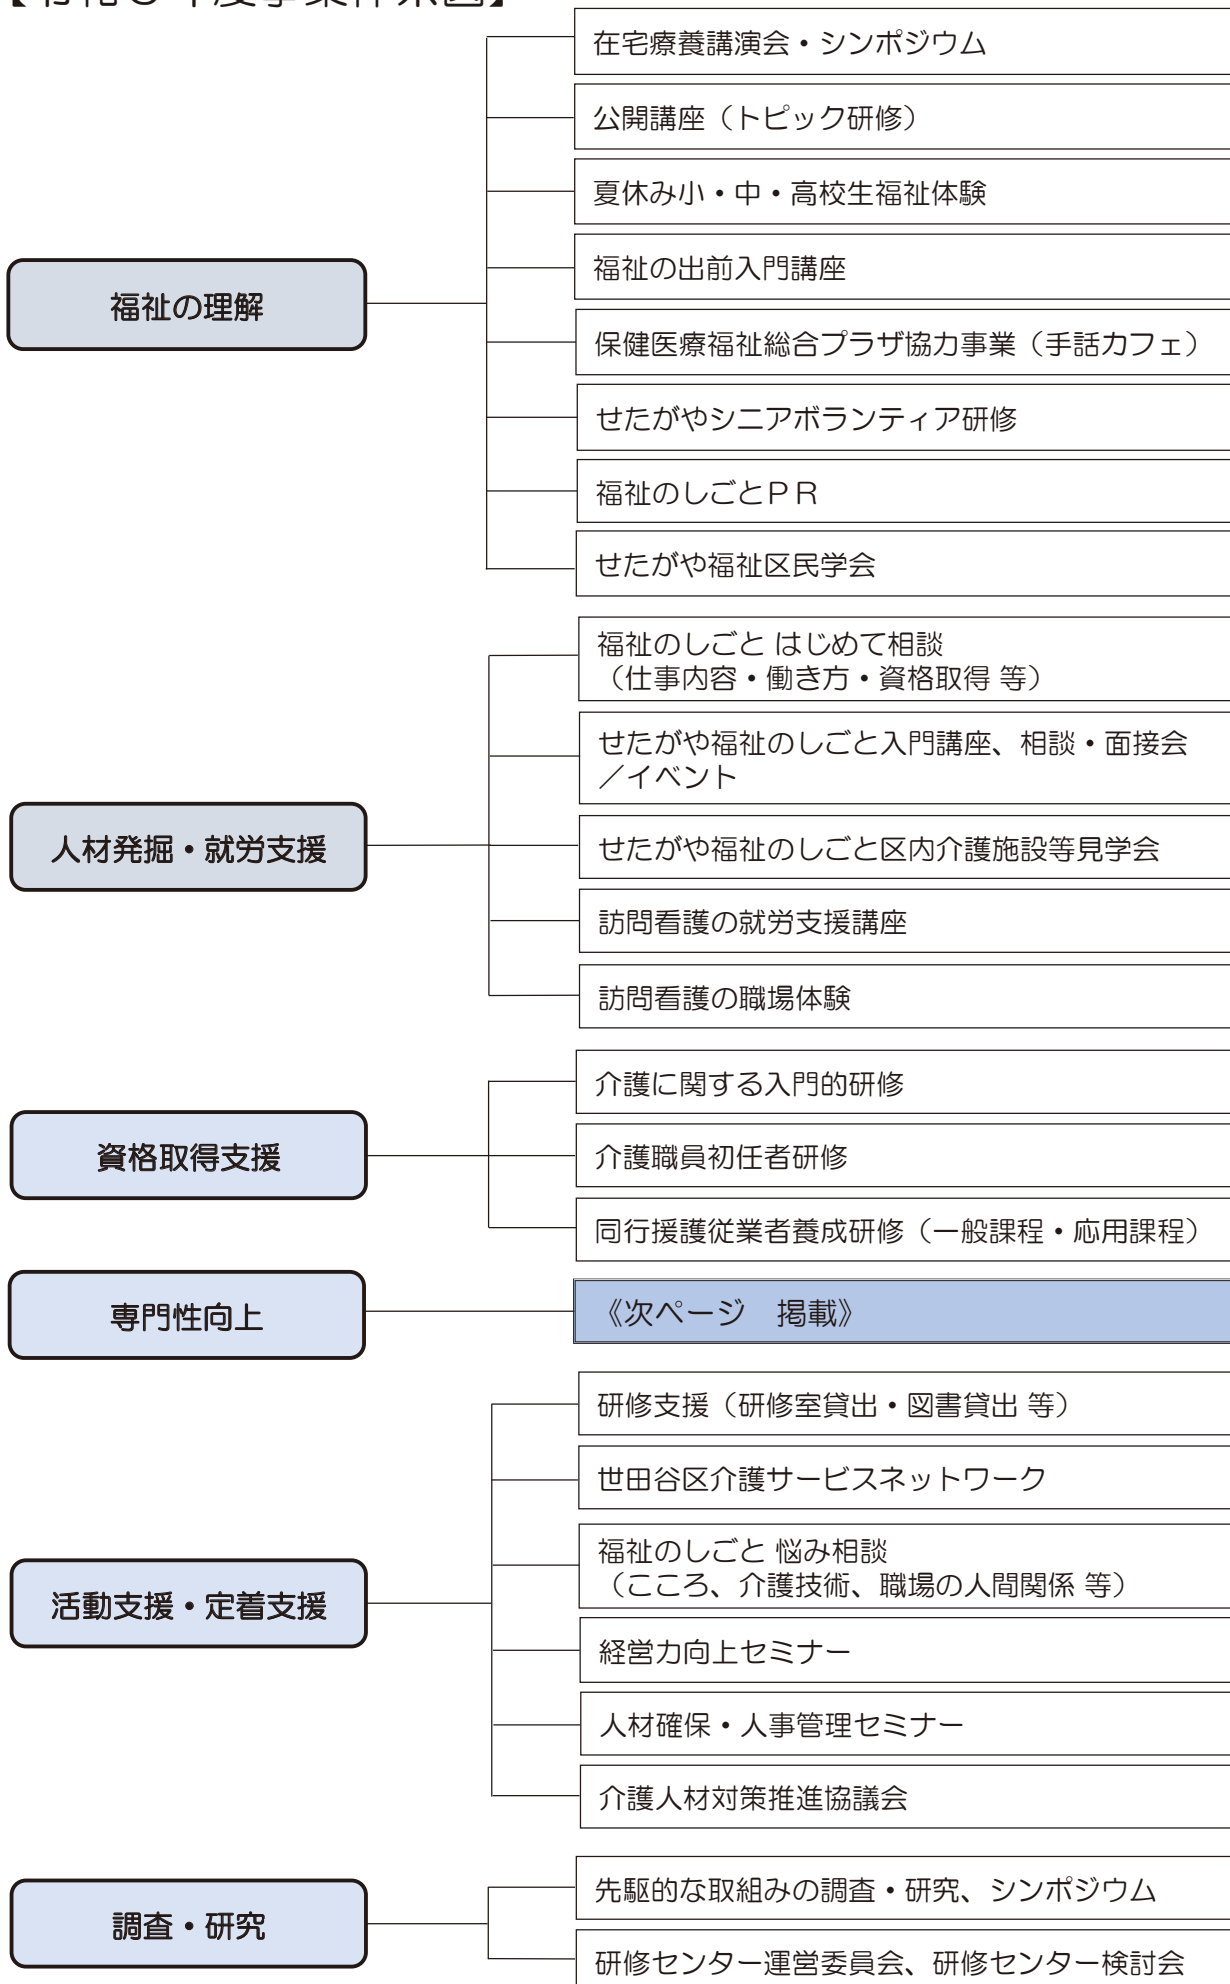 在宅療養講演会・シンポジウム
公開講座（トピック研修）
夏休み小・中・高校生福祉体験
福祉の出前入門講座
福祉の理解
保健医療福祉総合プラザ協力事業（手話カフェ）
せたがやシニアボランティア研修
福祉のしごとＰＲ
せたがや福祉区民学会
福祉のしごと はじめて相談
（仕事内容・働き方・資格取得 等）
せたがや福祉のしごと入門講座、相談・面接会
／イベント
人材発掘・就労支援
せたがや福祉のしごと区内介護施設等見学会
訪問看護の就労支援講座
訪問看護の職場体験
介護に関する入門的研修
資格取得支援
介護職員初任者研修
同行援護従業者養成研修（一般課程・応用課程）
専門性向上
《次ページ　掲載》
研修支援（研修室貸出・図書貸出 等）
世田谷区介護サービスネットワーク
福祉のしごと 悩み相談
（こころ、介護技術、職場の人間関係 等）
活動支援・定着支援
経営力向上セミナー
人材確保・人事管理セミナー
介護人材対策推進協議会
先駆的な取組みの調査・研究、シンポジウム
調査・研究
研修センター運営委員会、研修センター検討会